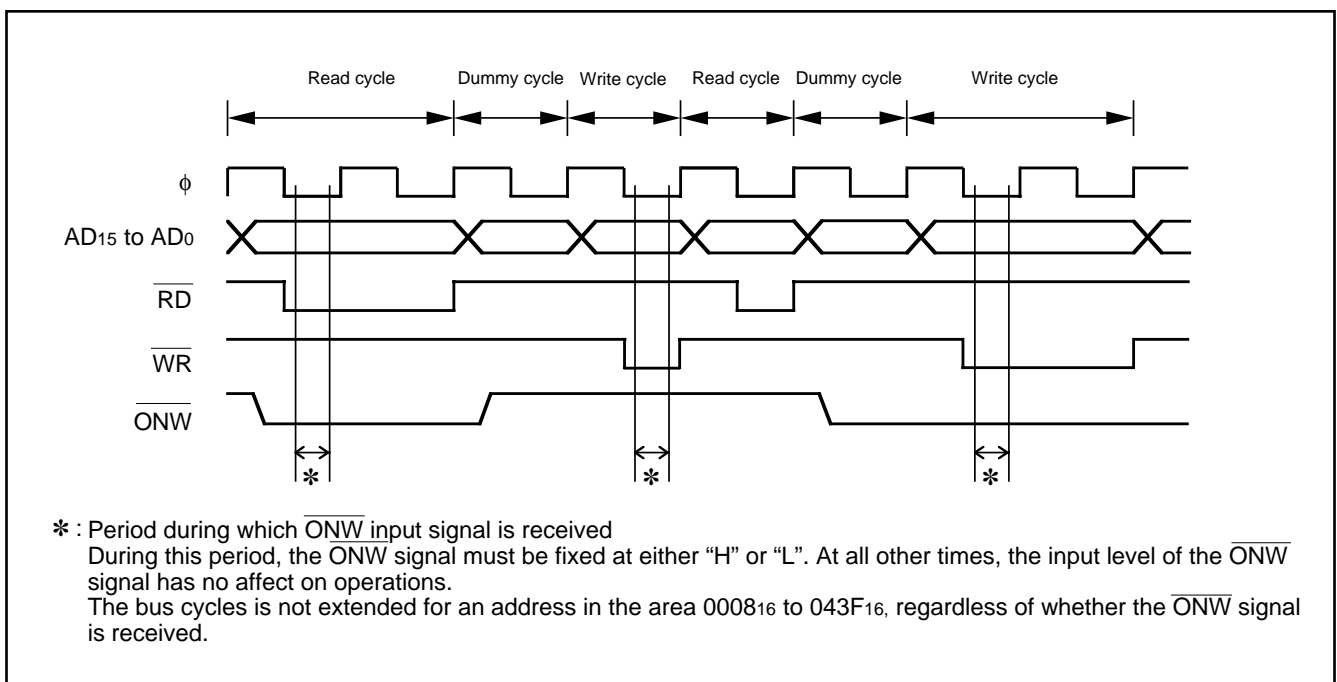 Read cycle Dummy cycle Write cycle Read cycle Dummy cycle Write cycle
ϕ
AD15 to AD0
RD
WR
ONW
✽ ✽ ✽
✽ : Period during which ONW input signal is received
During this period, the ONW signal must be fixed at either “H” or “L”. At all other times, the input level of the ONW
signal has no affect on operations.
The bus cycles is not extended for an address in the area 000816 to 043F16, regardless of whether the ONW signal
is received.